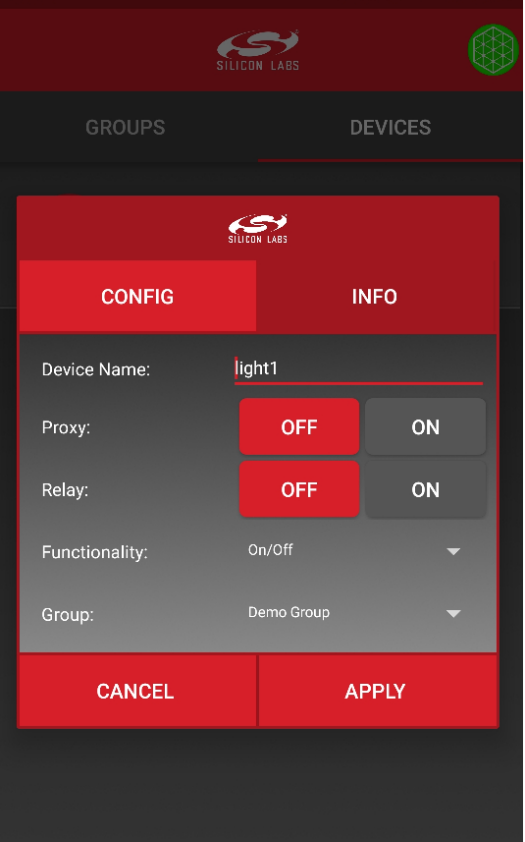 SILICON LABS
GROUPS DEVICES
SILICON LABS
CONFIG INFO
Device Name: light1
Proxy: OFF ON
Relay: OFF ON
Functionality: On/Off
Group: Demo Group
CANCEL APPLY